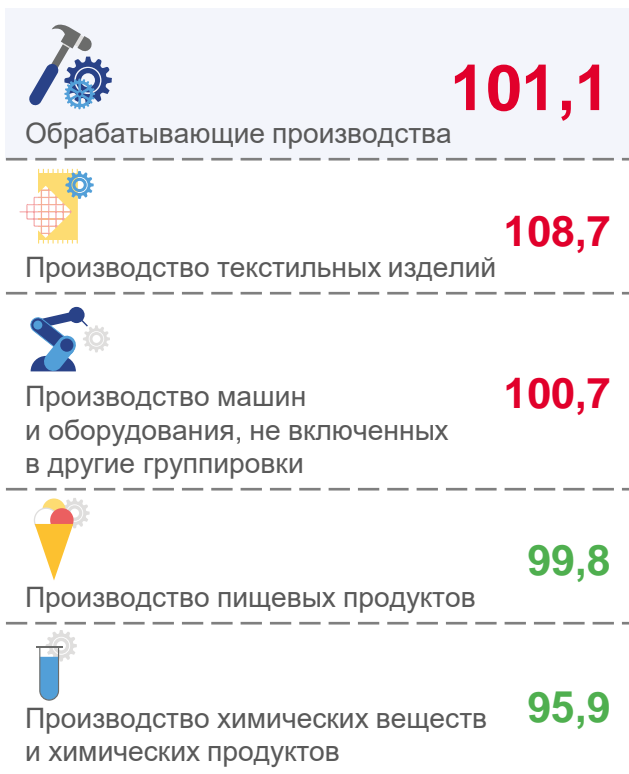 101,1
Обрабатывающие производства
108,7
Производство текстильных изделий
100,7
Производство машин
и оборудования, не включенных
в другие группировки
99,8
Производство пищевых продуктов
95,9
Производство химических веществ
и химических продуктов